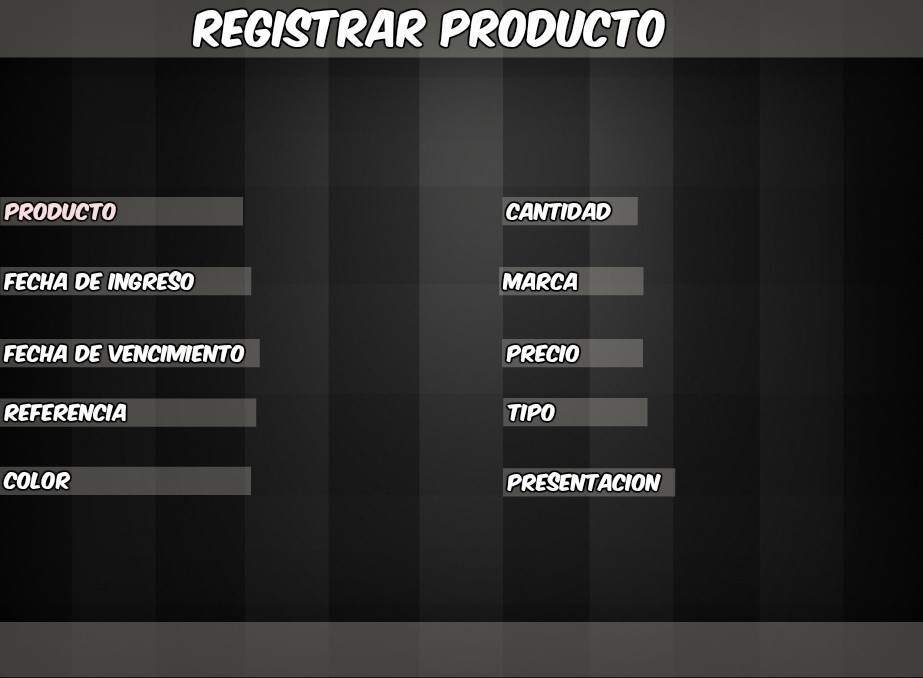 REGISTRAR PRODUCTO
PRODUCTO
CANTIDAD
FECHA DE INGRESO
MARCA
FECHA DE VENCIMIENTO
PRECIO
REFERENCIA
TIPO
COLOR
PRESENTACION